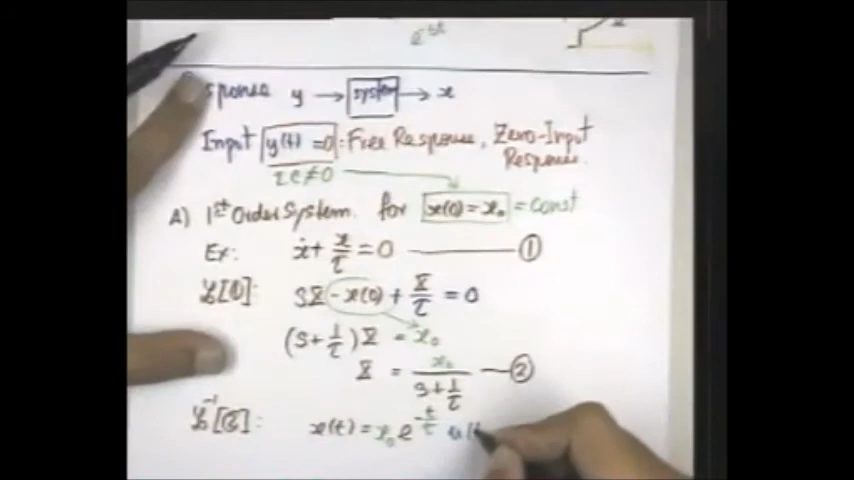 sponse y → system → x
Input y(t) = 0 : Free Response, Zero-Input
Response.
IC ≠ 0
A) 1st Order System. for x(0) = x₀ = const
Ex: ẋ + x/τ = 0 ——— ①
ℒ[①]: sX - x(0) + X/τ = 0
(s + 1/τ) X = x₀
X = x₀/(s + 1/τ) — ②
ℒ⁻¹[②]: x(t) = x₀ e^(-t/τ) u(t